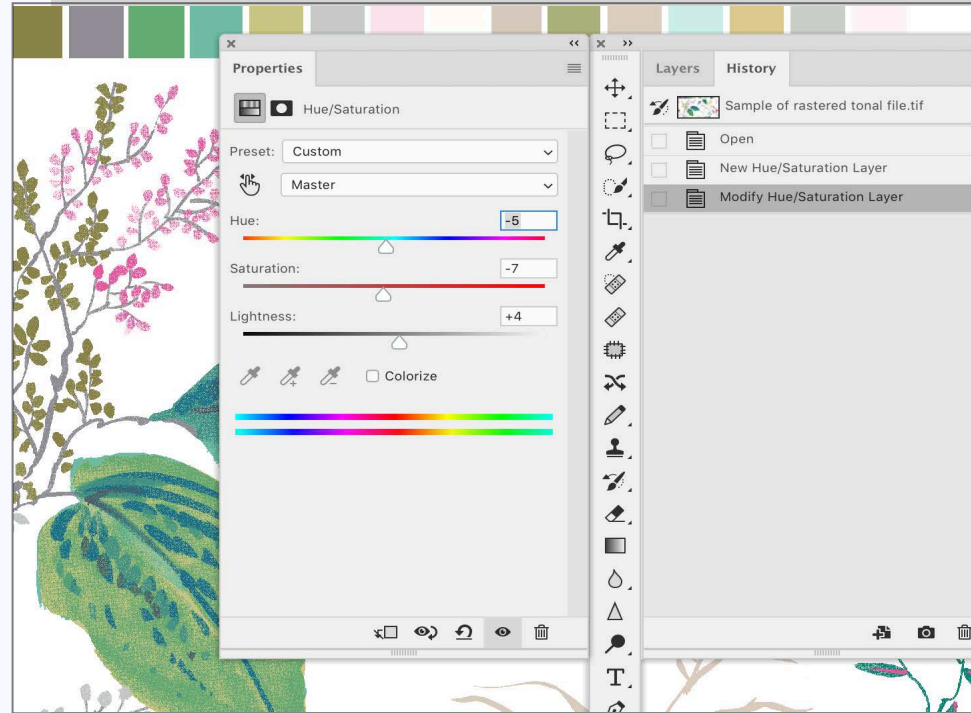 Properties
Hue/Saturation
Preset: Custom
Master
Hue: -5
Saturation: -7
Lightness: +4
Colorize
Layers History
Sample of rastered tonal file.tif
Open
New Hue/Saturation Layer
Modify Hue/Saturation Layer
T